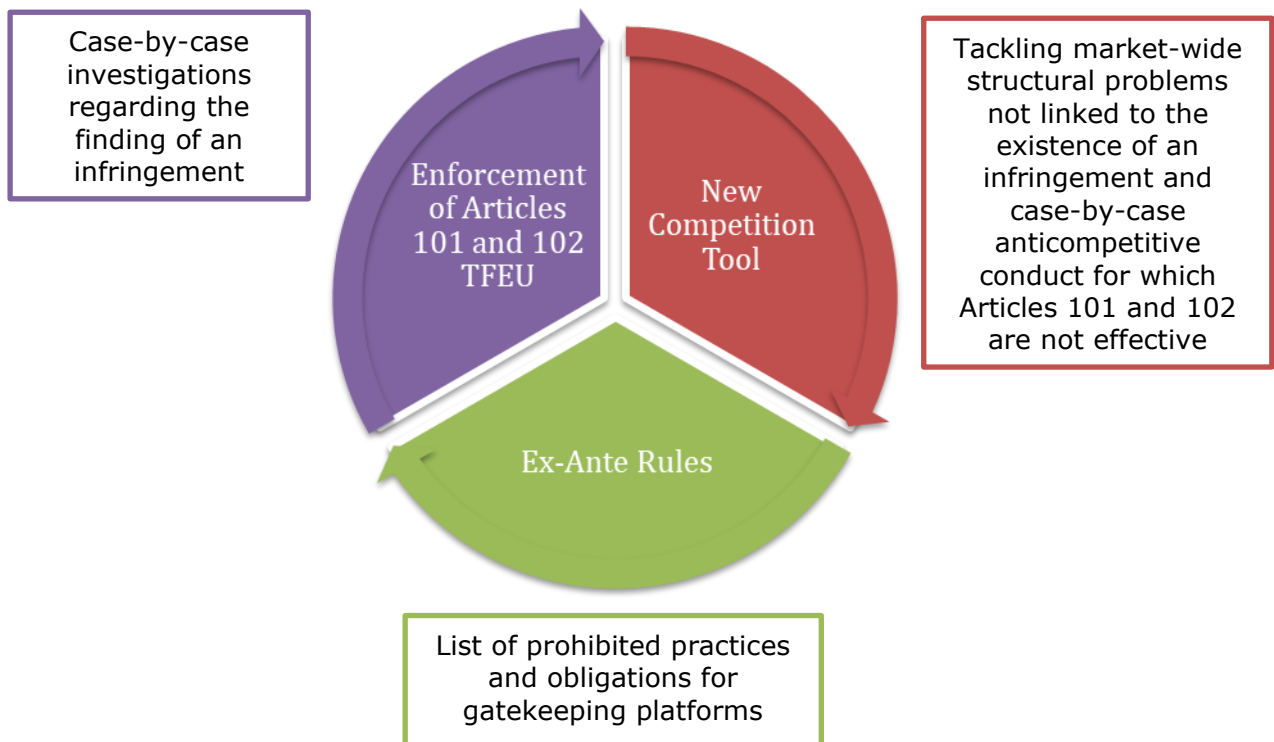 Case-by-case
investigations
regarding the
finding of an
infringement
Enforcement
of Articles
101 and 102
TFEU
New
Competition
Tool
Tackling market-wide
structural problems
not linked to the
existence of an
infringement and
case-by-case
anticompetitive
conduct for which
Articles 101 and 102
are not effective
Ex-Ante Rules
List of prohibited practices
and obligations for
gatekeeping platforms